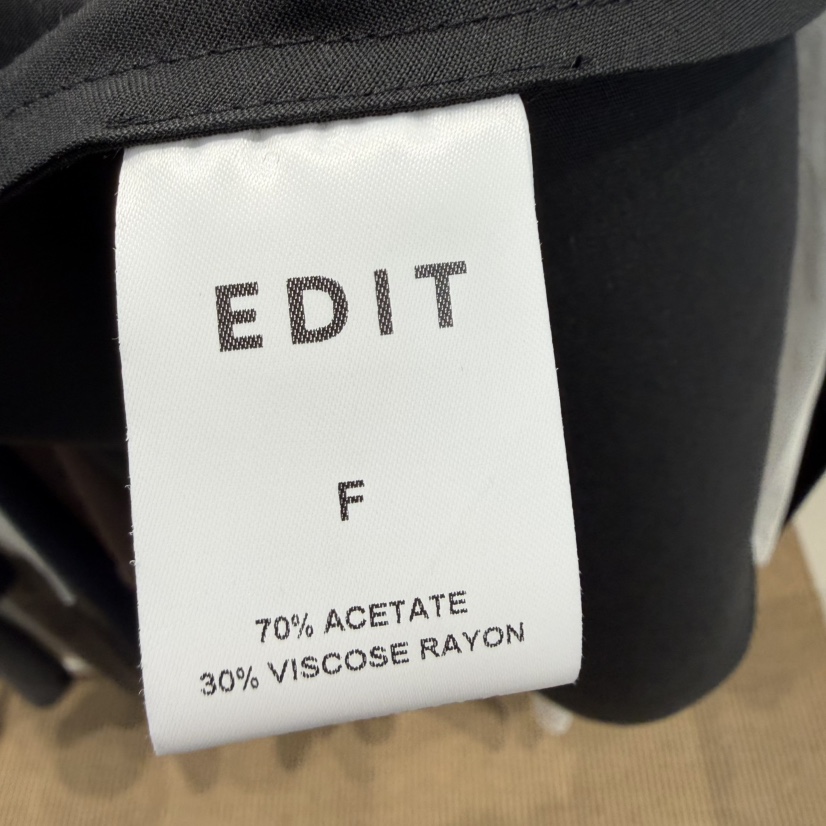 EDIT
F
70% ACETATE
30% VISCOSE RAYON